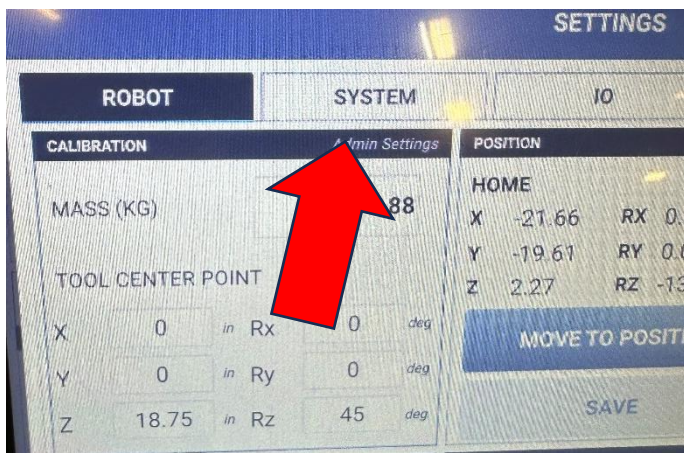 SETTINGS
ROBOT SYSTEM IO
CALIBRATION Admin Settings
MASS (KG) 88
TOOL CENTER POINT
X 0 in Rx 0 deg
Y 0 in Ry 0 deg
Z 18.75 in Rz 45 deg
POSITION
HOME
X -21.66 RX
Y -19.61 RY
Z 2.27 RZ
MOVE TO
SAVE